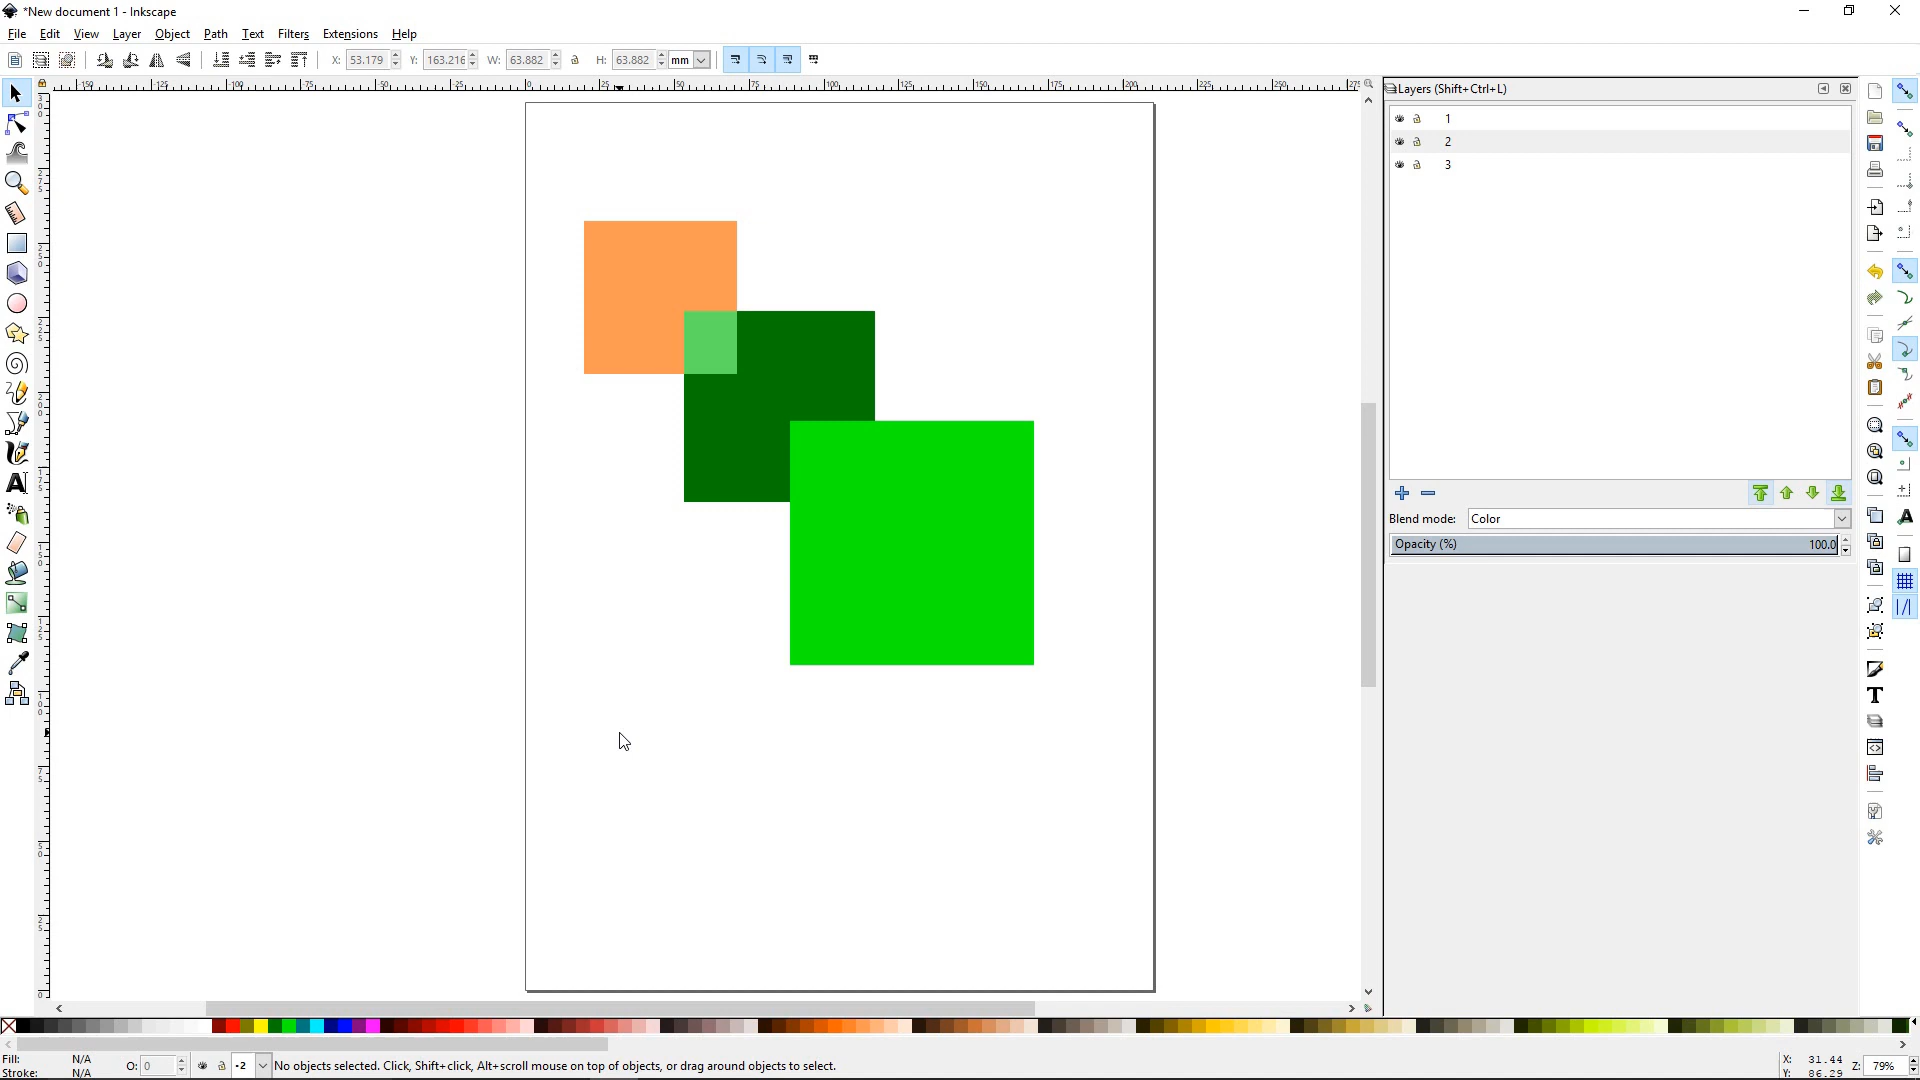 *New document 1 - Inkscape
File Edit View Layer Object Path Text Filters Extensions Help
X: 53.179 Y: 163.216 W: 63.882 H: 63.882 mm
Layers (Shift+Ctrl+L)
1
2
3
Blend mode: Color
Opacity (%) 100.0
Fill: N/A
Stroke: N/A
O: 0
-2
No objects selected. Click, Shift+click, Alt+scroll mouse on top of objects, or drag around objects to select.
X: 31.44
Y: 86.29
Z: 79%